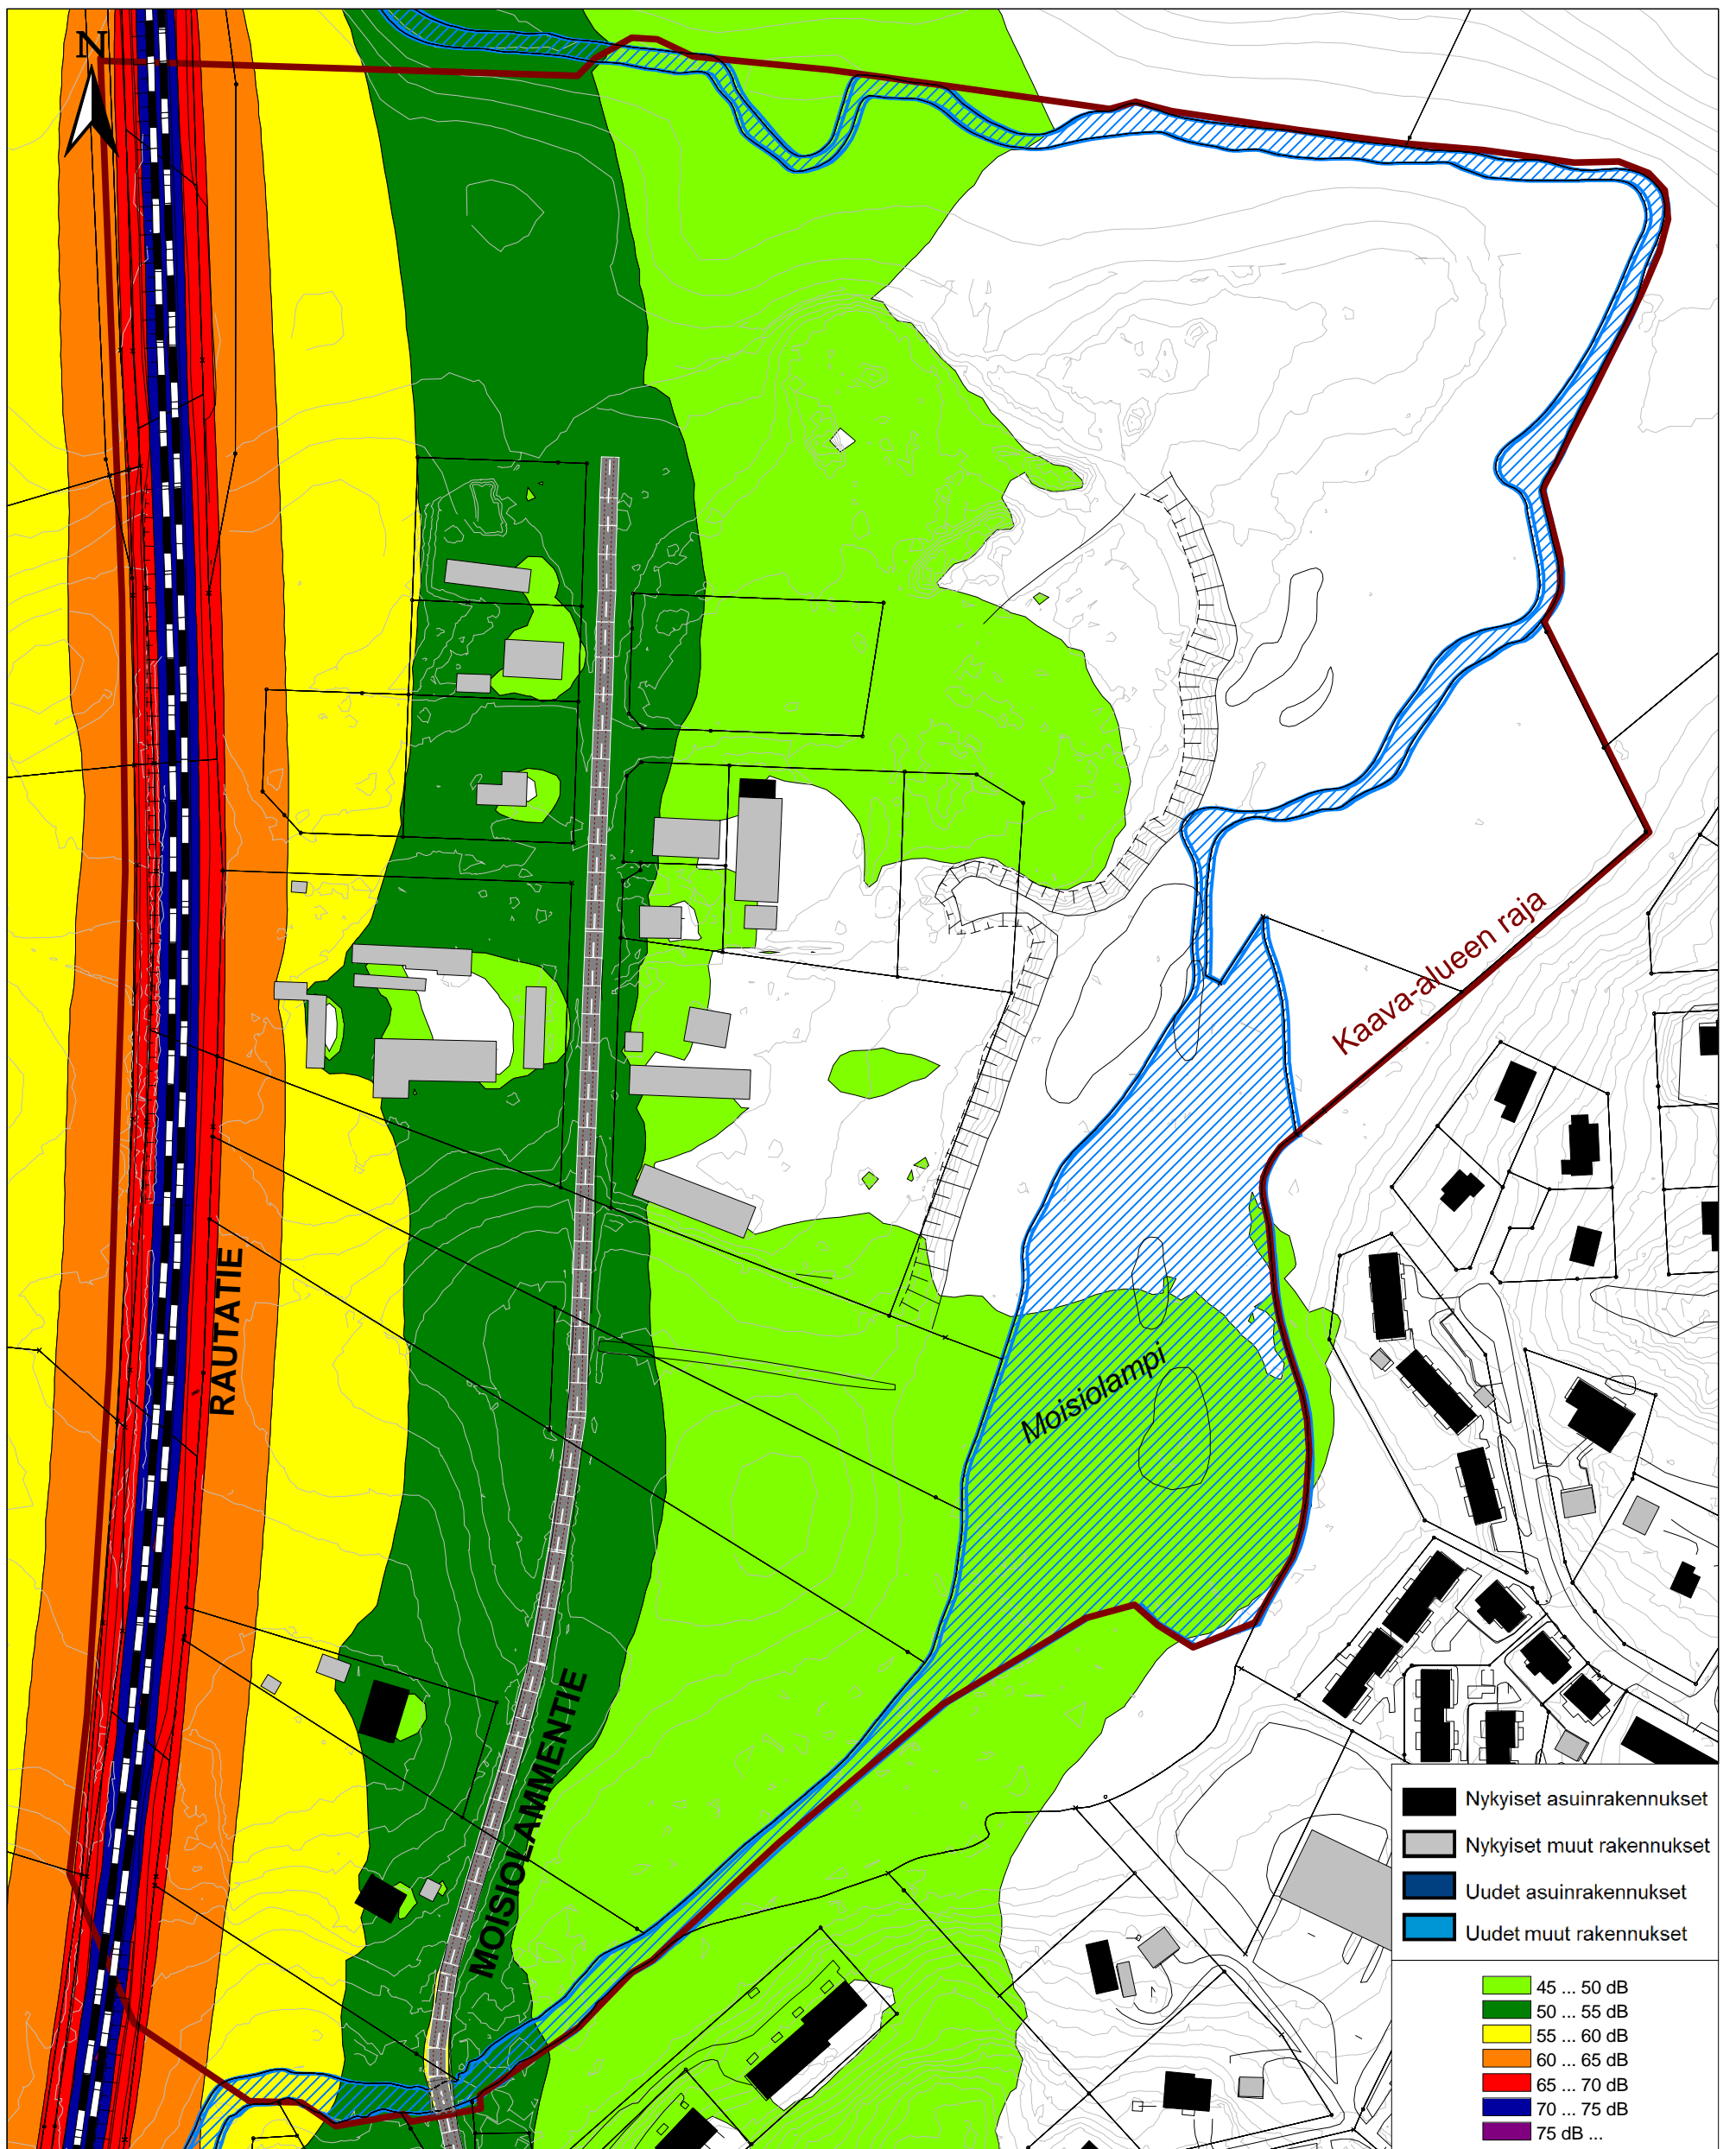 N
Kaava-alueen raja
RAUTATIE
Moisiolampi
MOISIOLAMMENTIE
Nykyiset asuinrakennukset
Nykyiset muut rakennukset
Uudet asuinrakennukset
Uudet muut rakennukset
45 ... 50 dB
50 ... 55 dB
55 ... 60 dB
60 ... 65 dB
65 ... 70 dB
70 ... 75 dB
75 dB ...